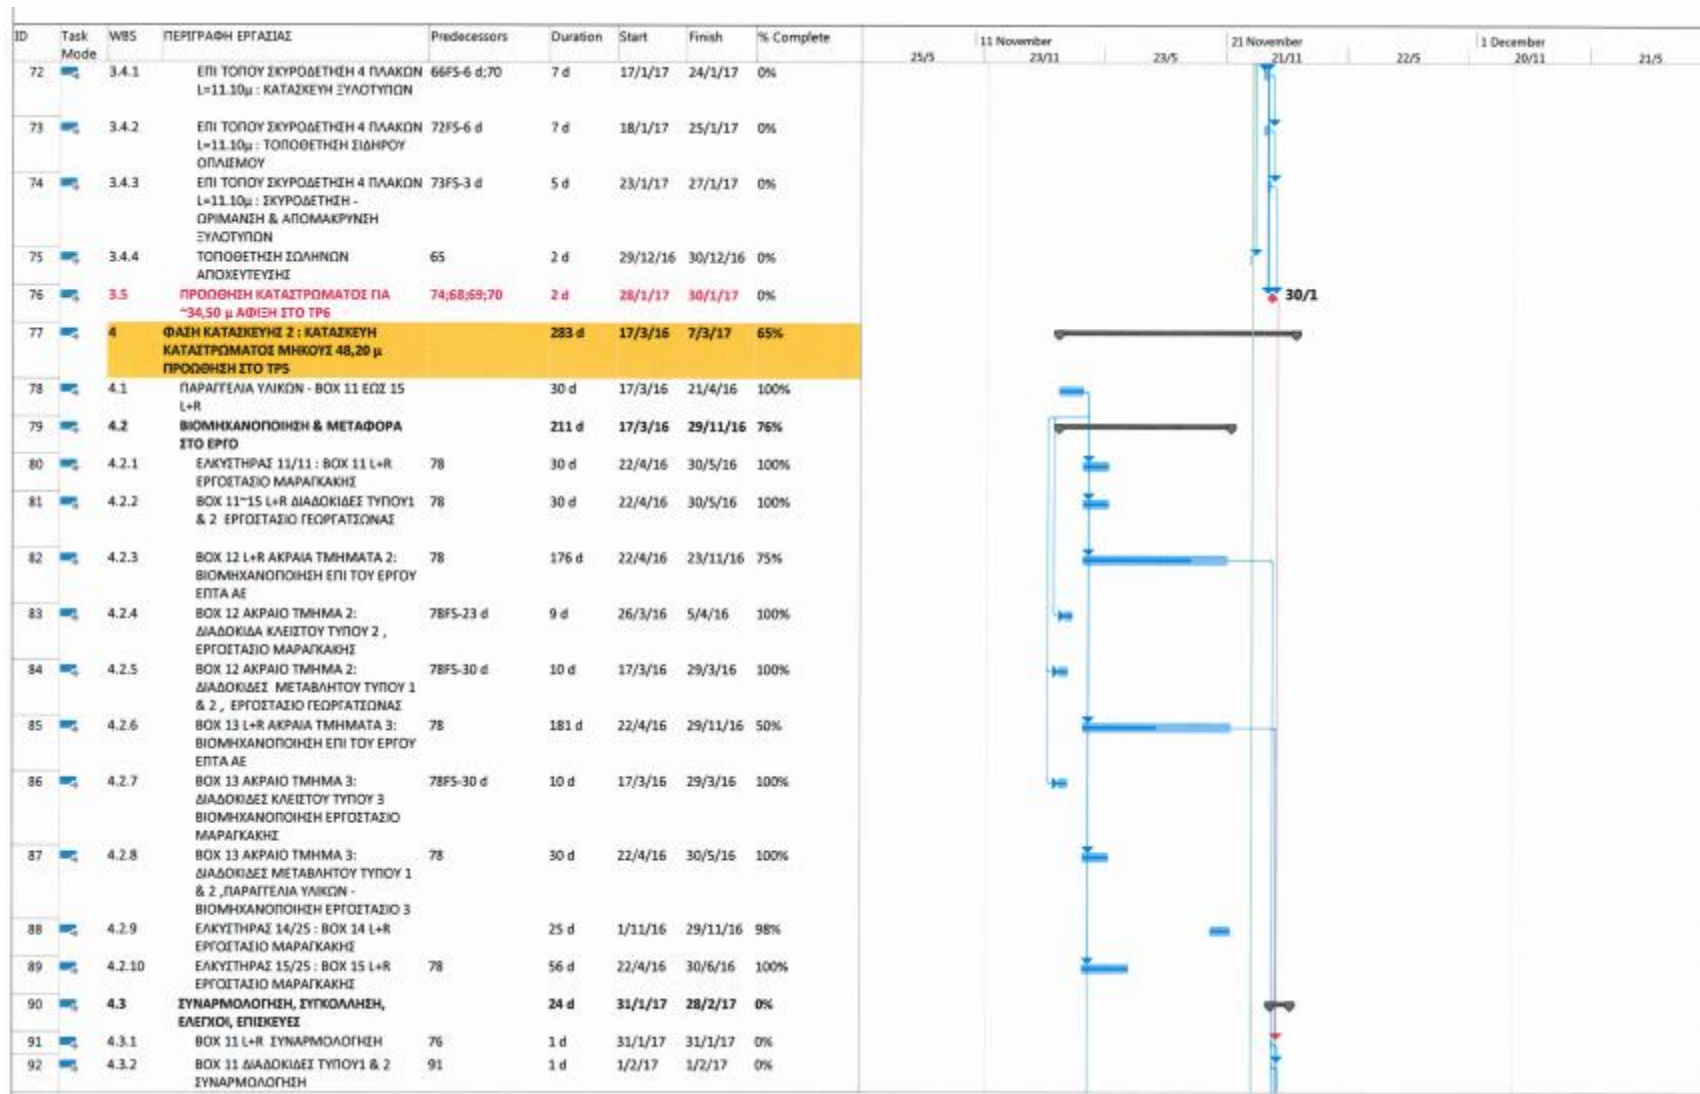 ID Task Mode WBS ΠΕΡΙΓΡΑΦΗ ΕΡΓΑΣΙΑΣ Predecessors Duration Start Finish % Complete
11 November 21 November 1 December
25/5 23/11 23/5 21/11 22/5 20/11 21/5
72 3.4.1 ΕΠΙ ΤΟΠΟΥ ΣΚΥΡΟΔΕΤΗΣΗ 4 ΠΛΑΚΩΝ 66FS-6 d;70 7 d 17/1/17 24/1/17 0%
L=11.10μ : ΚΑΤΑΣΚΕΥΗ ΞΥΛΟΤΥΠΩΝ
73 3.4.2 ΕΠΙ ΤΟΠΟΥ ΣΚΥΡΟΔΕΤΗΣΗ 4 ΠΛΑΚΩΝ 72FS-6 d 7 d 18/1/17 25/1/17 0%
L=11.10μ : ΤΟΠΟΘΕΤΗΣΗ ΣΙΔΗΡΟΥ
ΟΠΛΙΣΜΟΥ
74 3.4.3 ΕΠΙ ΤΟΠΟΥ ΣΚΥΡΟΔΕΤΗΣΗ 4 ΠΛΑΚΩΝ 73FS-3 d 5 d 23/1/17 27/1/17 0%
L=11.10μ : ΣΚΥΡΟΔΕΤΗΣΗ -
ΩΡΙΜΑΝΣΗ & ΑΠΟΜΑΚΡΥΝΣΗ
ΞΥΛΟΤΥΠΩΝ
75 3.4.4 ΤΟΠΟΘΕΤΗΣΗ ΣΩΛΗΝΩΝ 65 2 d 29/12/16 30/12/16 0%
ΑΠΟΧΕΥΤΕΥΣΗΣ
76 3.5 ΠΡΟΩΘΗΣΗ ΚΑΤΑΣΤΡΩΜΑΤΟΣ ΓΙΑ 74;68;69;70 2 d 28/1/17 30/1/17 0% 30/1
~34,50 μ ΑΦΙΞΗ ΣΤΟ ΤΡ6
77 4 ΦΑΣΗ ΚΑΤΑΣΚΕΥΗΣ 2 : ΚΑΤΑΣΚΕΥΗ 283 d 17/3/16 7/3/17 65%
ΚΑΤΑΣΤΡΩΜΑΤΟΣ ΜΗΚΟΥΣ 48,20 μ
ΠΡΟΩΘΗΣΗ ΣΤΟ ΤΡ5
78 4.1 ΠΑΡΑΓΓΕΛΙΑ ΥΛΙΚΩΝ - BOX 11 ΕΩΣ 15 30 d 17/3/16 21/4/16 100%
L+R
79 4.2 ΒΙΟΜΗΧΑΝΟΠΟΙΗΣΗ & ΜΕΤΑΦΟΡΑ 211 d 17/3/16 29/11/16 76%
ΣΤΟ ΕΡΓΟ
80 4.2.1 ΕΛΚΥΣΤΗΡΑΣ 11/11 : BOX 11 L+R 78 30 d 22/4/16 30/5/16 100%
ΕΡΓΟΣΤΑΣΙΟ ΜΑΡΑΓΚΑΚΗΣ
81 4.2.2 BOX 11~15 L+R ΔΙΑΔΟΚΙΔΕΣ ΤΥΠΟΥ1 78 30 d 22/4/16 30/5/16 100%
& 2 ΕΡΓΟΣΤΑΣΙΟ ΓΕΩΡΓΑΤΣΩΝΑΣ
82 4.2.3 BOX 12 L+R ΑΚΡΑΙΑ ΤΜΗΜΑΤΑ 2: 78 176 d 22/4/16 23/11/16 75%
ΒΙΟΜΗΧΑΝΟΠΟΙΗΣΗ ΕΠΙ ΤΟΥ ΕΡΓΟΥ
ΕΠΤΑ ΑΕ
83 4.2.4 BOX 12 ΑΚΡΑΙΟ ΤΜΗΜΑ 2: 78FS-23 d 9 d 26/3/16 5/4/16 100%
ΔΙΑΔΟΚΙΔΑ ΚΛΕΙΣΤΟΥ ΤΥΠΟΥ 2 ,
ΕΡΓΟΣΤΑΣΙΟ ΜΑΡΑΓΚΑΚΗΣ
84 4.2.5 BOX 12 ΑΚΡΑΙΟ ΤΜΗΜΑ 2: 78FS-30 d 10 d 17/3/16 29/3/16 100%
ΔΙΑΔΟΚΙΔΕΣ ΜΕΤΑΒΛΗΤΟΥ ΤΥΠΟΥ 1
& 2 , ΕΡΓΟΣΤΑΣΙΟ ΓΕΩΡΓΑΤΣΩΝΑΣ
85 4.2.6 BOX 13 L+R ΑΚΡΑΙΑ ΤΜΗΜΑΤΑ 3: 78 181 d 22/4/16 29/11/16 50%
ΒΙΟΜΗΧΑΝΟΠΟΙΗΣΗ ΕΠΙ ΤΟΥ ΕΡΓΟΥ
ΕΠΤΑ ΑΕ
86 4.2.7 BOX 13 ΑΚΡΑΙΟ ΤΜΗΜΑ 3: 78FS-30 d 10 d 17/3/16 29/3/16 100%
ΔΙΑΔΟΚΙΔΕΣ ΚΛΕΙΣΤΟΥ ΤΥΠΟΥ 3
ΒΙΟΜΗΧΑΝΟΠΟΙΗΣΗ ΕΡΓΟΣΤΑΣΙΟ
ΜΑΡΑΓΚΑΚΗΣ
87 4.2.8 BOX 13 ΑΚΡΑΙΟ ΤΜΗΜΑ 3: 78 30 d 22/4/16 30/5/16 100%
ΔΙΑΔΟΚΙΔΕΣ ΜΕΤΑΒΛΗΤΟΥ ΤΥΠΟΥ 1
& 2 ,ΠΑΡΑΓΓΕΛΙΑ ΥΛΙΚΩΝ -
ΒΙΟΜΗΧΑΝΟΠΟΙΗΣΗ ΕΡΓΟΣΤΑΣΙΟ 3
88 4.2.9 ΕΛΚΥΣΤΗΡΑΣ 14/25 : BOX 14 L+R 25 d 1/11/16 29/11/16 98%
ΕΡΓΟΣΤΑΣΙΟ ΜΑΡΑΓΚΑΚΗΣ
89 4.2.10 ΕΛΚΥΣΤΗΡΑΣ 15/25 : BOX 15 L+R 78 56 d 22/4/16 30/6/16 100%
ΕΡΓΟΣΤΑΣΙΟ ΜΑΡΑΓΚΑΚΗΣ
90 4.3 ΣΥΝΑΡΜΟΛΟΓΗΣΗ, ΣΥΓΚΟΛΛΗΣΗ, 24 d 31/1/17 28/2/17 0%
ΕΛΕΓΧΟΙ, ΕΠΙΣΚΕΥΕΣ
91 4.3.1 BOX 11 L+R ΣΥΝΑΡΜΟΛΟΓΗΣΗ 76 1 d 31/1/17 31/1/17 0%
92 4.3.2 BOX 11 ΔΙΑΔΟΚΙΔΕΣ ΤΥΠΟΥ1 & 2 91 1 d 1/2/17 1/2/17 0%
ΣΥΝΑΡΜΟΛΟΓΗΣΗ